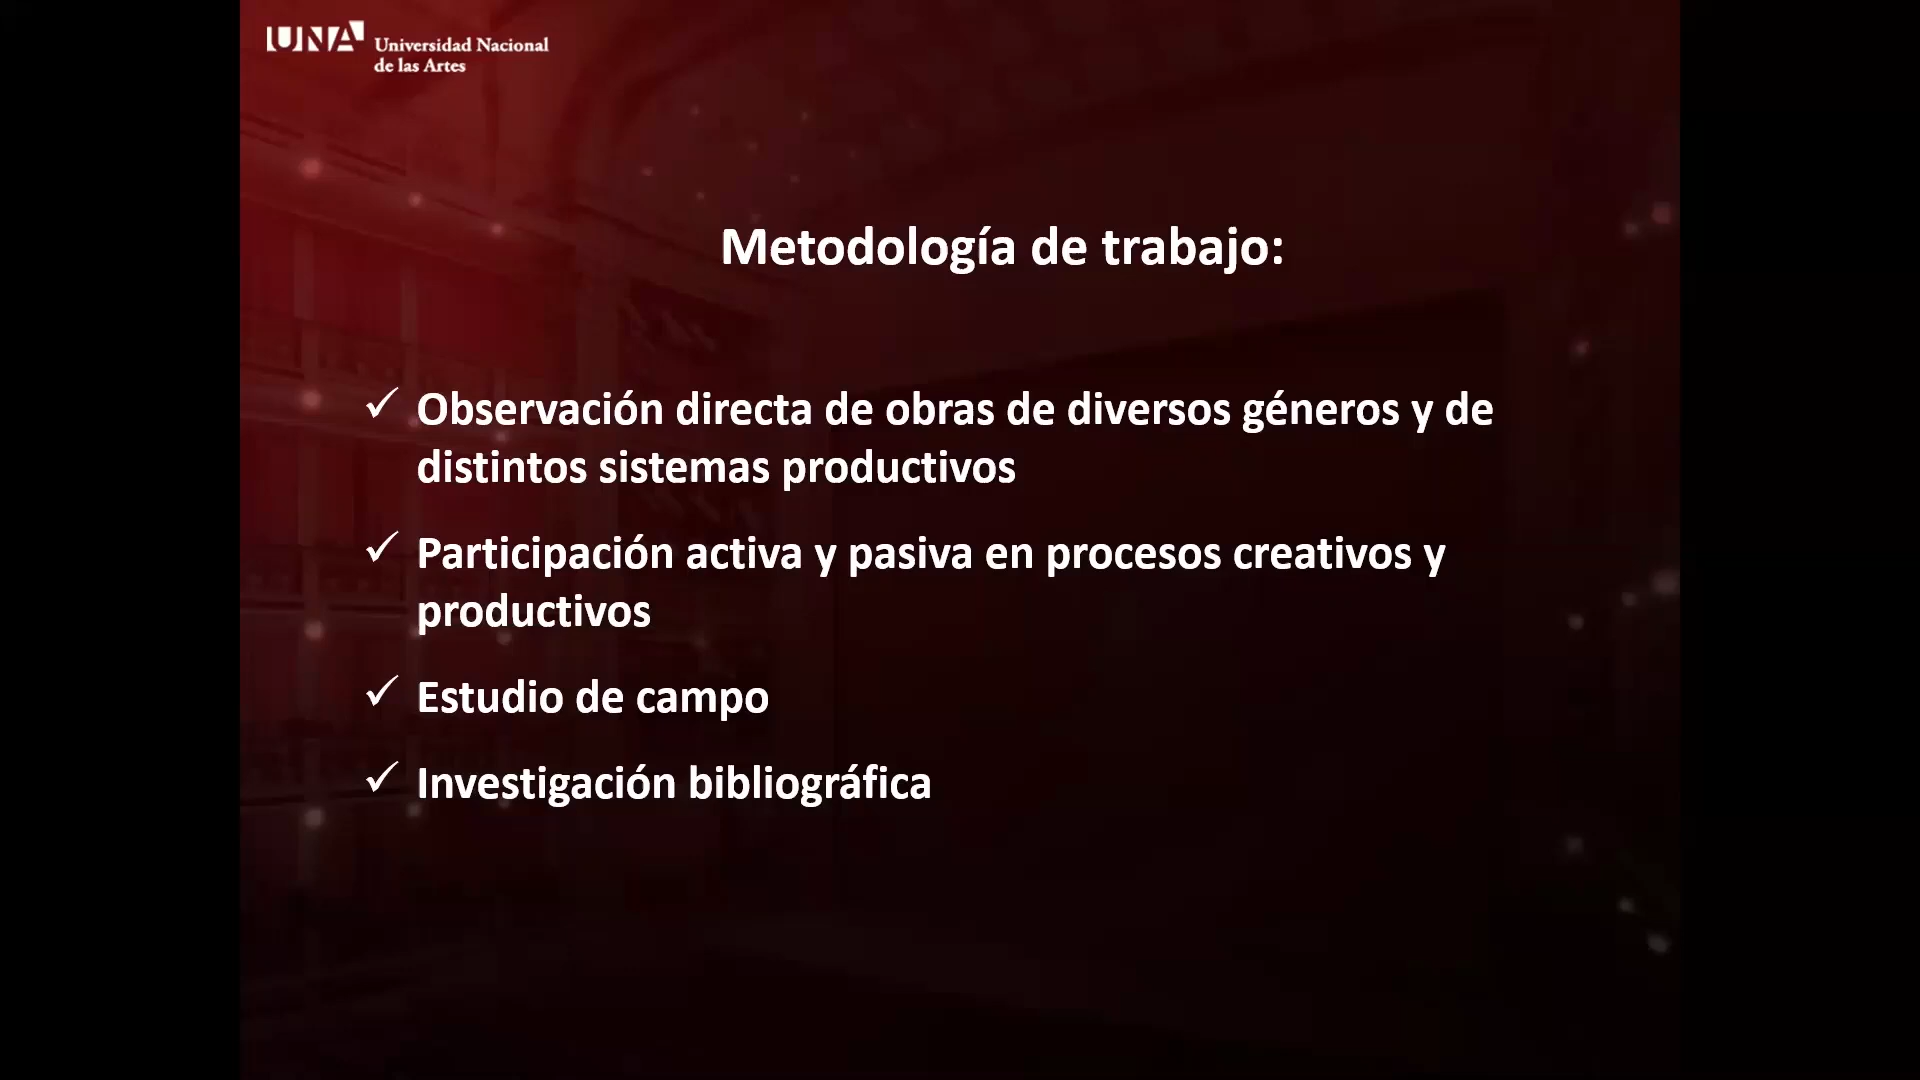 UNA Universidad Nacional
de las Artes
Metodología de trabajo:
✓ Observación directa de obras de diversos géneros y de
distintos sistemas productivos
✓ Participación activa y pasiva en procesos creativos y
productivos
✓ Estudio de campo
✓ Investigación bibliográfica